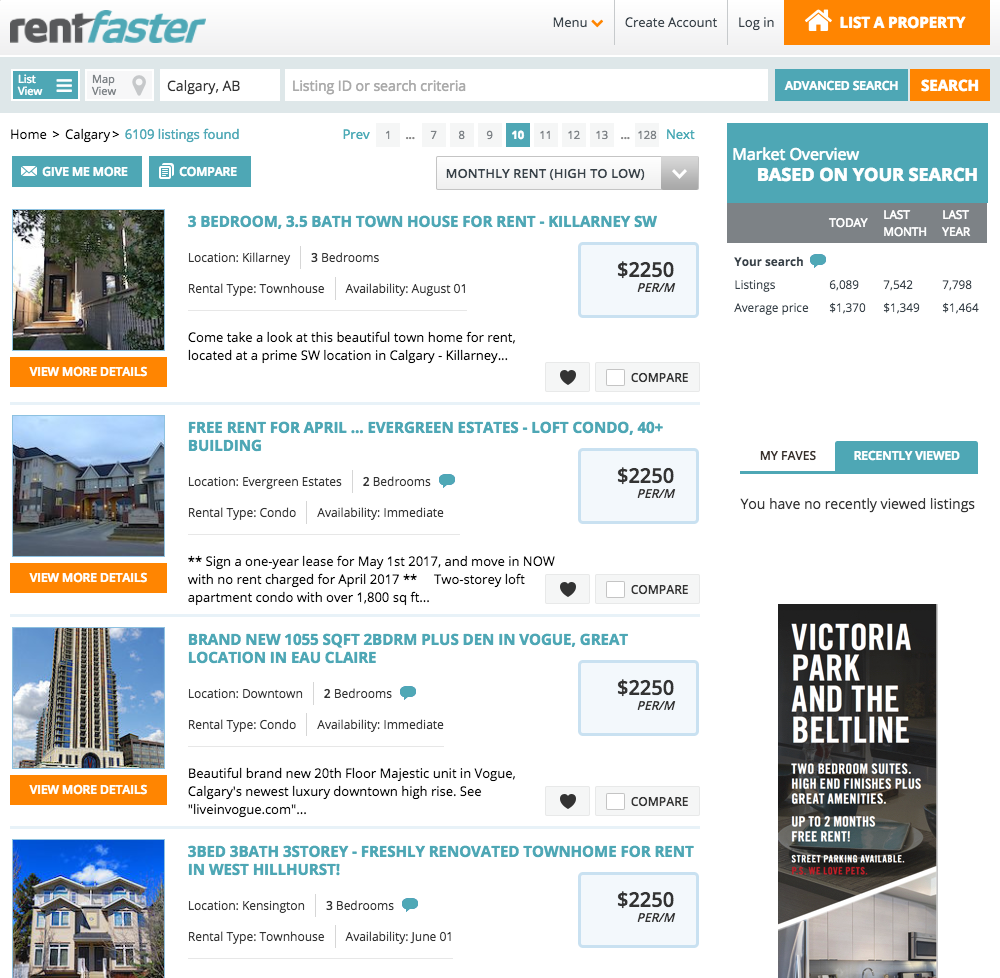 rentfaster
Menu
Create Account
Log in
LIST A PROPERTY
List
View
Map
View
Calgary, AB
Listing ID or search criteria
ADVANCED SEARCH
SEARCH
Home > Calgary > 6109 listings found
Prev 1 ... 7 8 9 10 11 12 13 ... 128 Next
GIVE ME MORE
COMPARE
MONTHLY RENT (HIGH TO LOW)
3 BEDROOM, 3.5 BATH TOWN HOUSE FOR RENT - KILLARNEY SW
Location: Killarney
3 Bedrooms
Rental Type: Townhouse
Availability: August 01
$2250
PER/M
Come take a look at this beautiful town home for rent,
located at a prime SW location in Calgary - Killarney...
VIEW MORE DETAILS
COMPARE
FREE RENT FOR APRIL ... EVERGREEN ESTATES - LOFT CONDO, 40+
BUILDING
Location: Evergreen Estates
2 Bedrooms
Rental Type: Condo
Availability: Immediate
$2250
PER/M
** Sign a one-year lease for May 1st 2017, and move in NOW
with no rent charged for April 2017 ** Two-storey loft
apartment condo with over 1,800 sq ft...
VIEW MORE DETAILS
COMPARE
BRAND NEW 1055 SQFT 2BDRM PLUS DEN IN VOGUE, GREAT
LOCATION IN EAU CLAIRE
Location: Downtown
2 Bedrooms
Rental Type: Condo
Availability: Immediate
$2250
PER/M
Beautiful brand new 20th Floor Majestic unit in Vogue,
Calgary's newest luxury downtown high rise. See
"liveinvogue.com"...
VIEW MORE DETAILS
COMPARE
3BED 3BATH 3STOREY - FRESHLY RENOVATED TOWNHOME FOR RENT
IN WEST HILLHURST!
Location: Kensington
3 Bedrooms
Rental Type: Townhouse
Availability: June 01
$2250
PER/M
Market Overview
BASED ON YOUR SEARCH
TODAY
LAST
MONTH
LAST
YEAR
Your search
Listings 6,089 7,542 7,798
Average price $1,370 $1,349 $1,464
MY FAVES
RECENTLY VIEWED
You have no recently viewed listings
VICTORIA
PARK
AND THE
BELTLINE
TWO BEDROOM SUITES.
HIGH END FINISHES PLUS
GREAT AMENITIES.
UP TO 2 MONTHS
FREE RENT!
STREET PARKING AVAILABLE.
P.S. WE LOVE PETS.